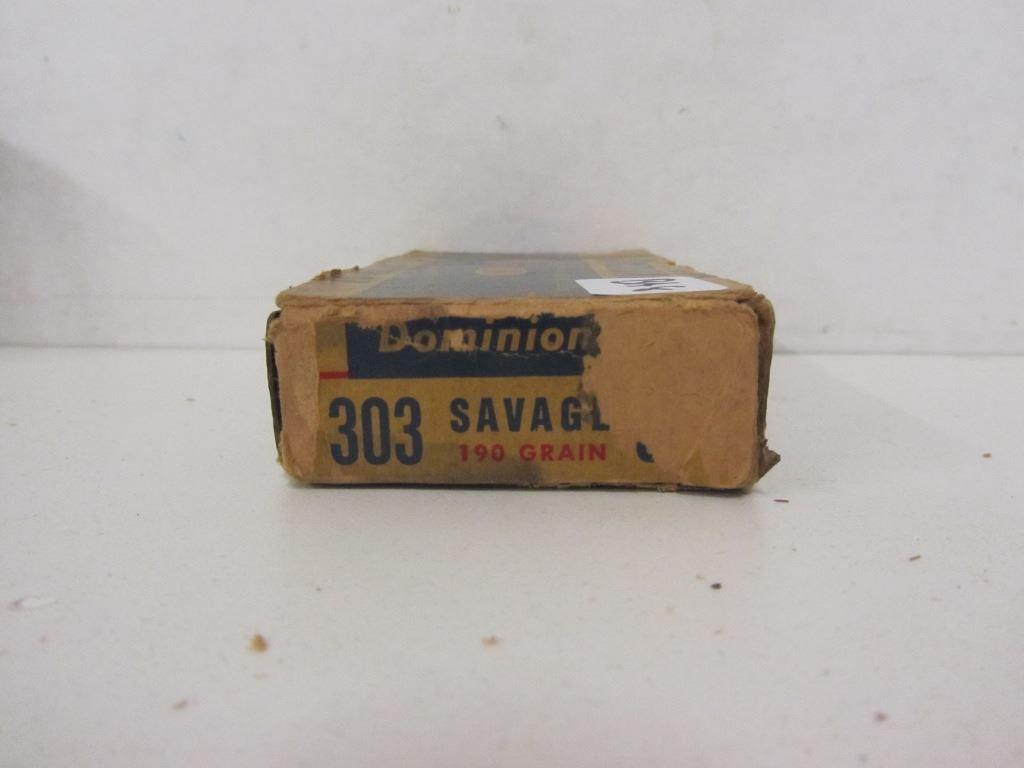 Dominion
303 SAVAGE
190 GRAIN